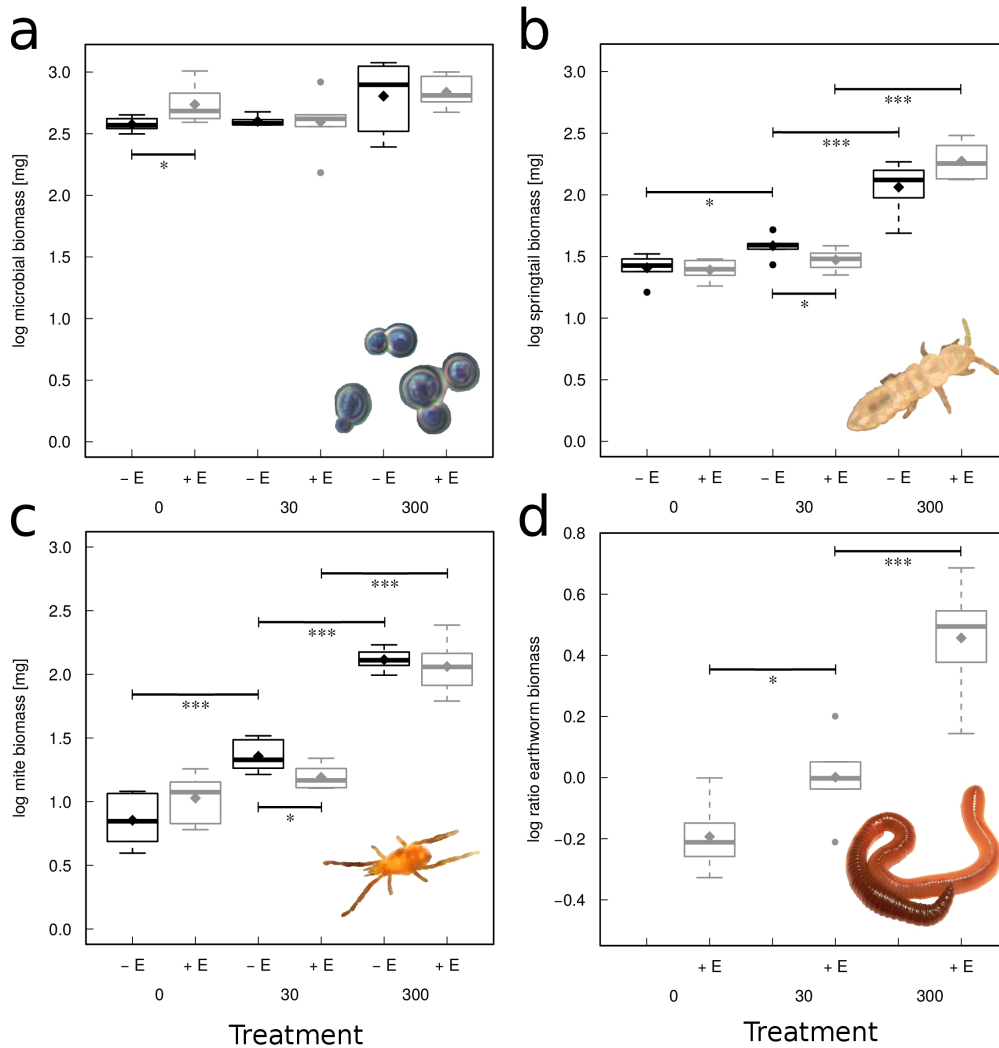 a
log microbial biomass [mg]
3.0
2.5
2.0
1.5
1.0
0.5
0.0
*
− E + E − E + E − E + E
0 30 300
b
log springtail biomass [mg]
3.0
2.5
2.0
1.5
1.0
0.5
0.0
***
***
*
*
− E + E − E + E − E + E
0 30 300
c
log mite biomass [mg]
3.0
2.5
2.0
1.5
1.0
0.5
0.0
***
***
***
*
− E + E − E + E − E + E
0 30 300
Treatment
d
log ratio earthworm biomass
0.8
0.6
0.4
0.2
0.0
−0.2
−0.4
***
*
+ E + E + E
0 30 300
Treatment